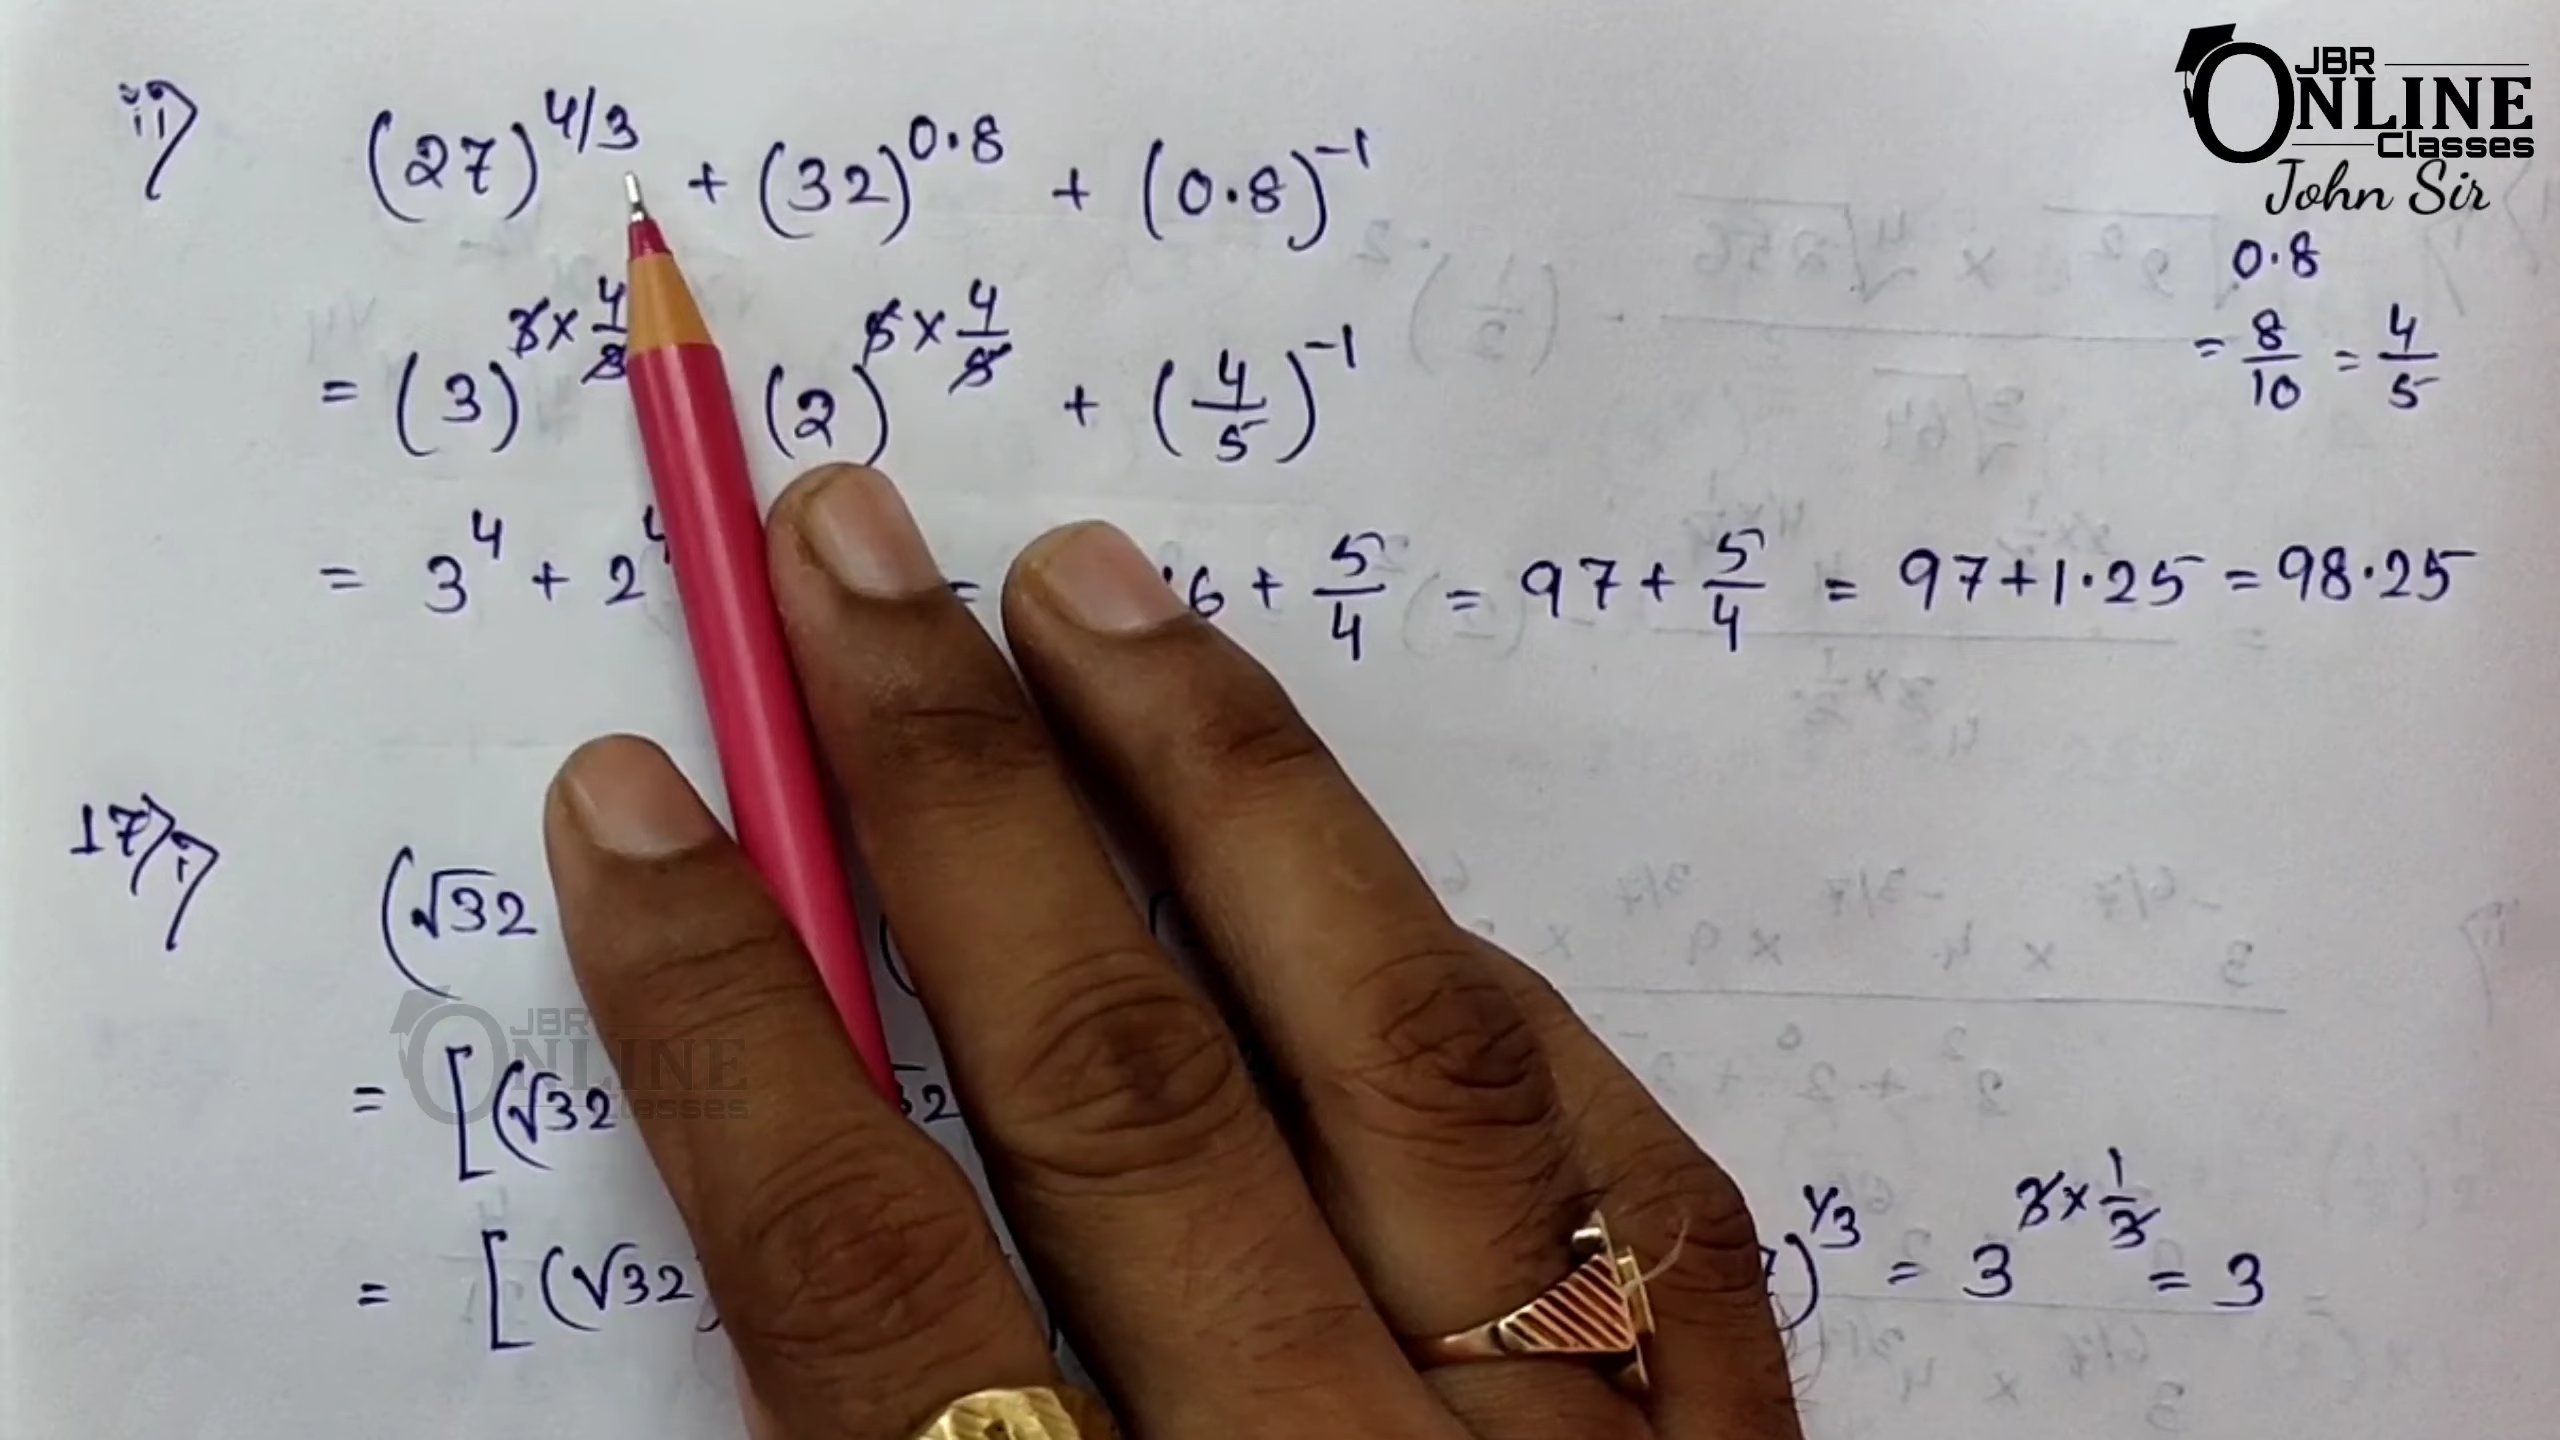 JBR
ONLINE
Classes
John Sir
ii) (27)^4/3 + (32)^0.8 + (0.8)^-1
0.8
= 8/10 = 4/5
= (3)^3×4/3 (2)^5×4/5 + (4/5)^-1
= 3^4 + 2^4 = 6 + 5/4 = 97 + 5/4 = 97 + 1.25 = 98.25
17) i) (√32
JBR
ONLINE
Classes
= [(√32
= [(√32) )^1/3 = 3^3×1/3 = 3